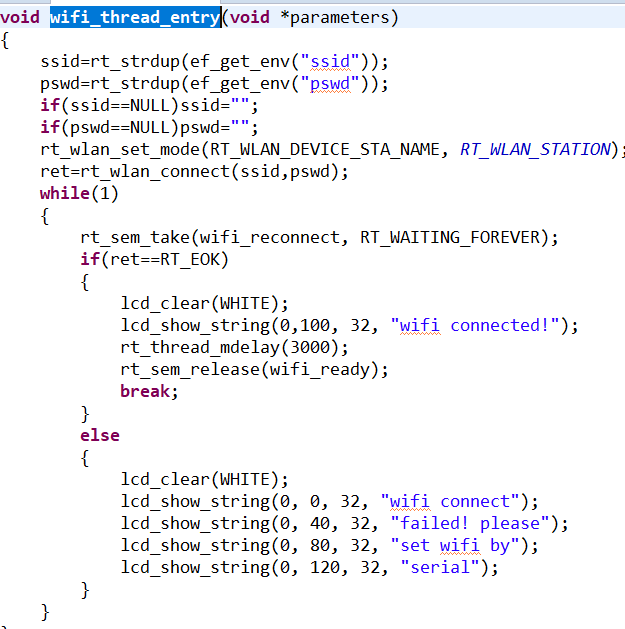 void wifi_thread_entry(void *parameters)
{
    ssid=rt_strdup(ef_get_env("ssid"));
    pswd=rt_strdup(ef_get_env("pswd"));
    if(ssid==NULL)ssid="";
    if(pswd==NULL)pswd="";
    rt_wlan_set_mode(RT_WLAN_DEVICE_STA_NAME, RT_WLAN_STATION);
    ret=rt_wlan_connect(ssid,pswd);
    while(1)
    {
        rt_sem_take(wifi_reconnect, RT_WAITING_FOREVER);
        if(ret==RT_EOK)
        {
            lcd_clear(WHITE);
            lcd_show_string(0,100, 32, "wifi connected!");
            rt_thread_mdelay(3000);
            rt_sem_release(wifi_ready);
            break;
        }
        else
        {
            lcd_clear(WHITE);
            lcd_show_string(0, 0, 32, "wifi connect");
            lcd_show_string(0, 40, 32, "failed! please");
            lcd_show_string(0, 80, 32, "set wifi by");
            lcd_show_string(0, 120, 32, "serial");
        }
    }
}